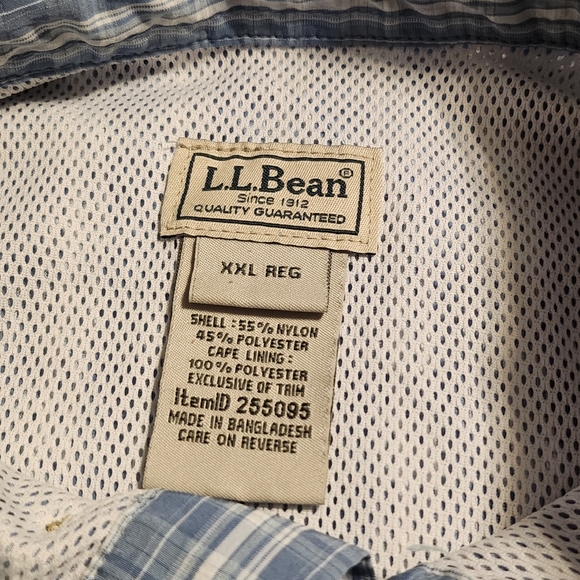 L.L.Bean®
Since 1912
QUALITY GUARANTEED
XXL REG
SHELL : 55% NYLON
45% POLYESTER
CAPE LINING :
100% POLYESTER
EXCLUSIVE OF TRIM
ItemID 255095
MADE IN BANGLADESH
CARE ON REVERSE